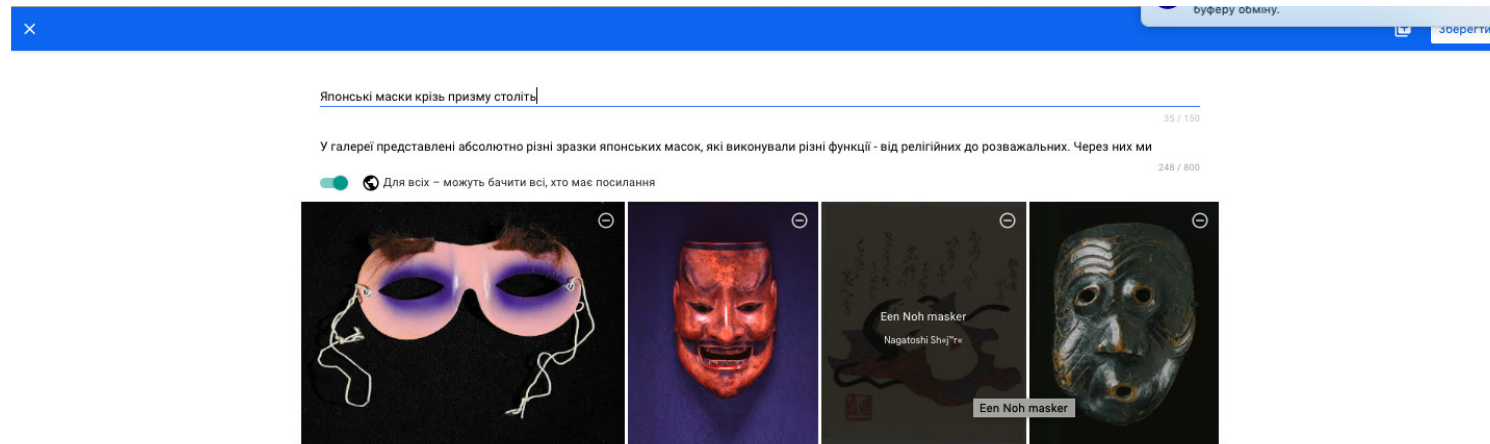 буферу обміну.
Зберегти
Японські маски крізь призму століть
35 / 150
У галереї представлені абсолютно різні зразки японських масок, які виконували різні функції - від релігійних до розважальних. Через них ми
248 / 800
Для всіх – можуть бачити всі, хто має посилання
Een Noh masker
Nagatoshi Sh«j"'r«
Een Noh masker